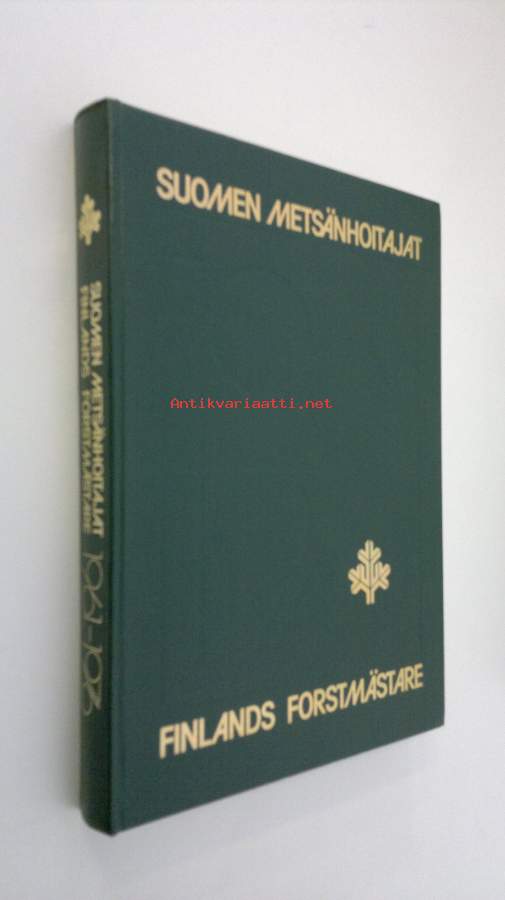 SUOMEN METSÄNHOITAJAT
Antikvariaatti.net
FINLANDS FORSTMÄSTARE
SUOMEN METSÄNHOITAJAT
FINLANDS FORSTMÄSTARE